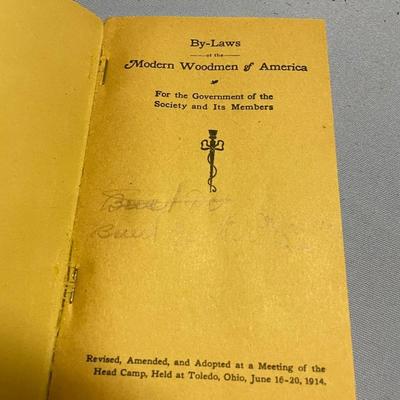 By-Laws
of the
Modern Woodmen of America
For the Government of the
Society and Its Members
Revised, Amended, and Adopted at a Meeting of the
Head Camp, Held at Toledo, Ohio, June 16-20, 1914.